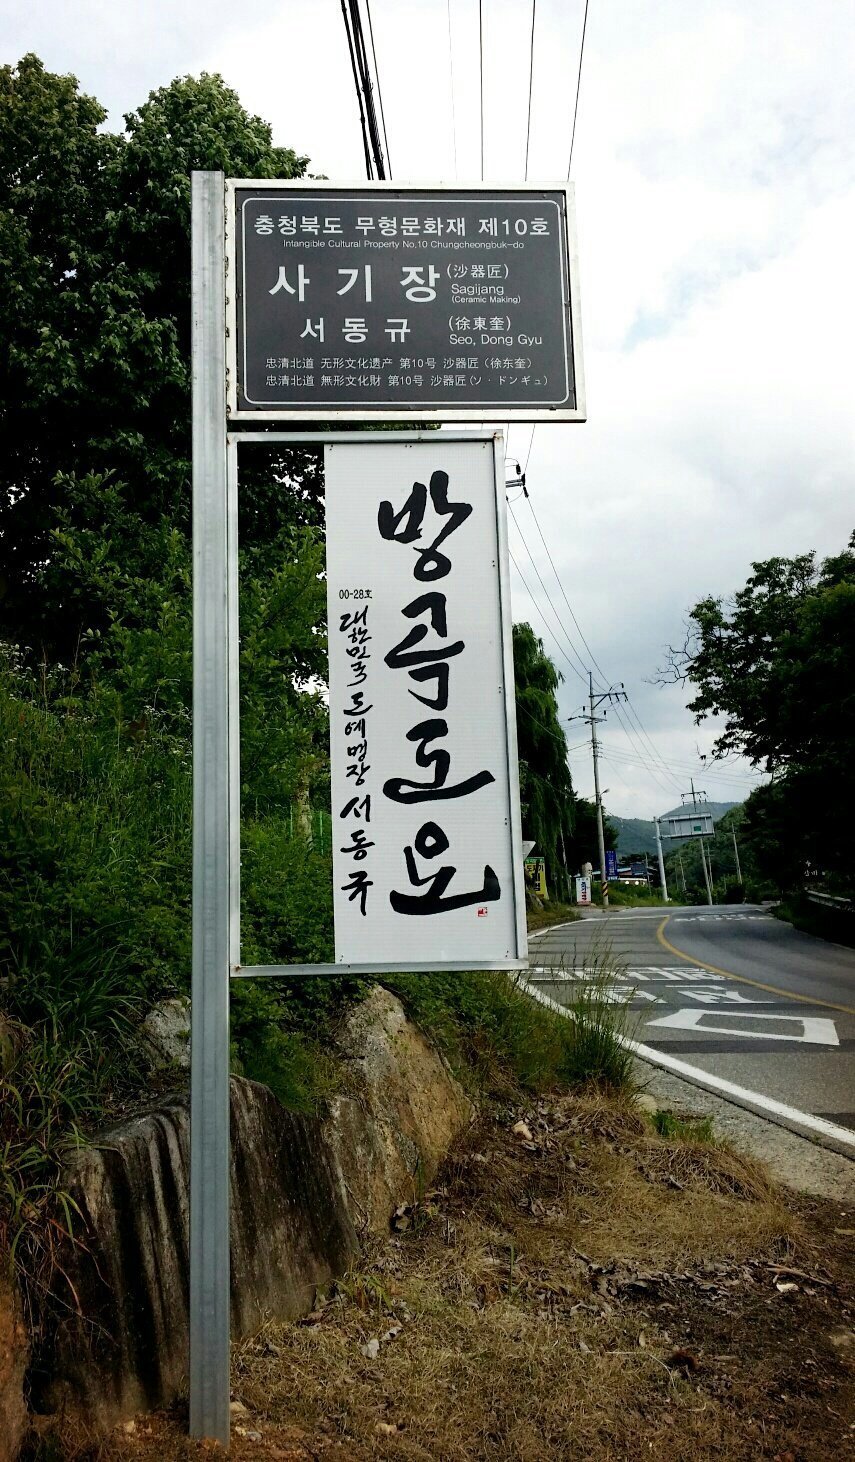 충청북도 무형문화재 제10호
Intangible Cultural Property No.10 Chungcheongbuk-do
사기장 (沙器匠)
Sagijang
(Ceramic Making)
서동규 (徐東奎)
Seo, Dong Gyu
忠清北道 无形文化遗产 第10号 沙器匠 (徐东奎)
忠清北道 無形文化財 第10号 沙器匠 (ソ・ドンギュ)
방곡도요
00-28호
대한민국 도예명장 서동규